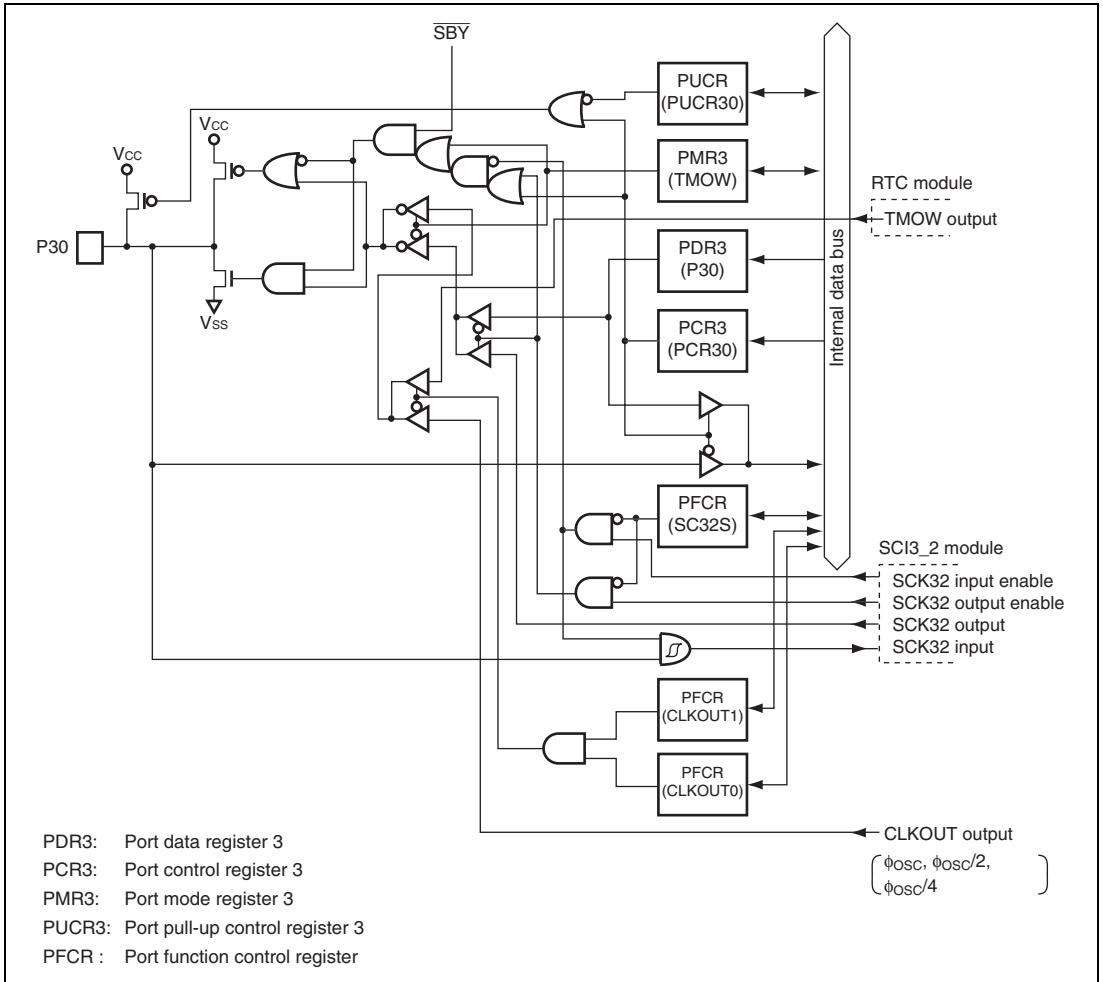 SBY
PUCR
(PUCR30)
VCC
VCC
PMR3
(TMOW)
RTC module
TMOW output
P30
PDR3
(P30)
Internal data bus
VSS
PCR3
(PCR30)
PFCR
(SC32S)
SCI3_2 module
SCK32 input enable
SCK32 output enable
SCK32 output
SCK32 input
PFCR
(CLKOUT1)
PFCR
(CLKOUT0)
CLKOUT output
ϕOSC, ϕOSC/2,
ϕOSC/4
PDR3: Port data register 3
PCR3: Port control register 3
PMR3: Port mode register 3
PUCR3: Port pull-up control register 3
PFCR : Port function control register